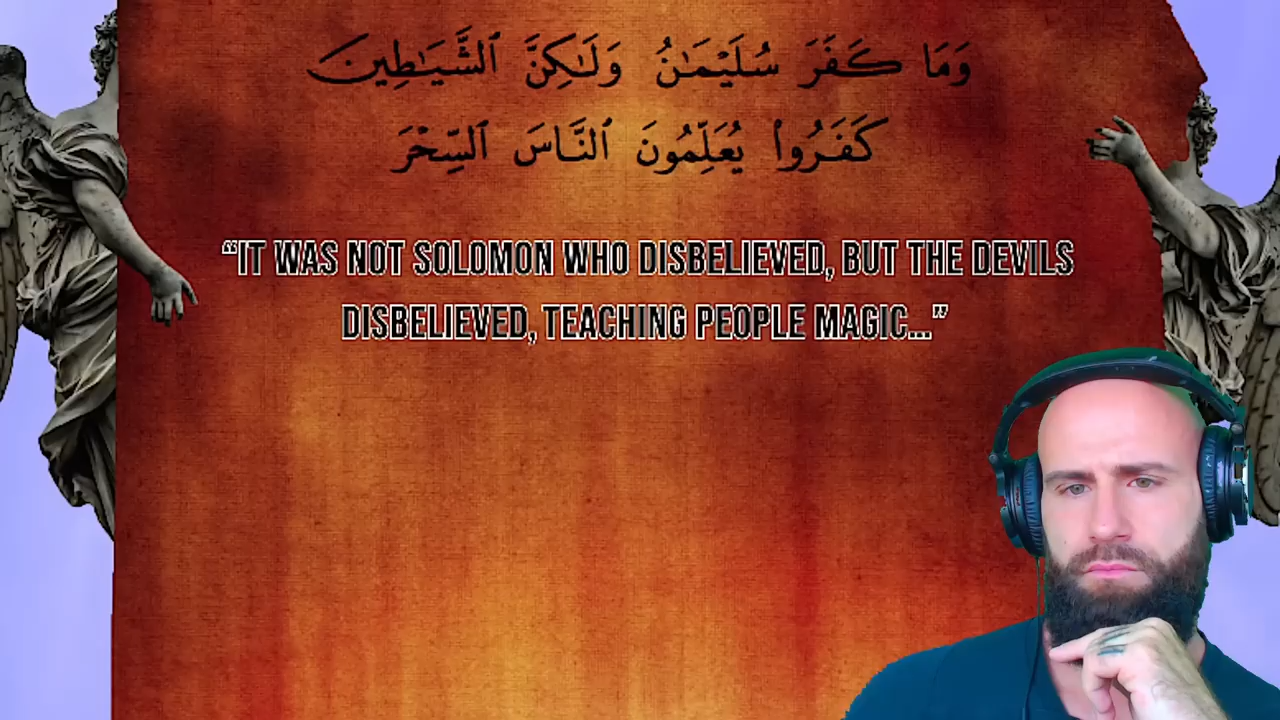 وَمَا كَفَرَ سُلَيْمَـٰنُ وَلَـٰكِنَّ ٱلشَّيَـٰطِينَ
كَفَرُوا۟ يُعَلِّمُونَ ٱلنَّاسَ ٱلسِّحْرَ
“IT WAS NOT SOLOMON WHO DISBELIEVED, BUT THE DEVILS
DISBELIEVED, TEACHING PEOPLE MAGIC...”